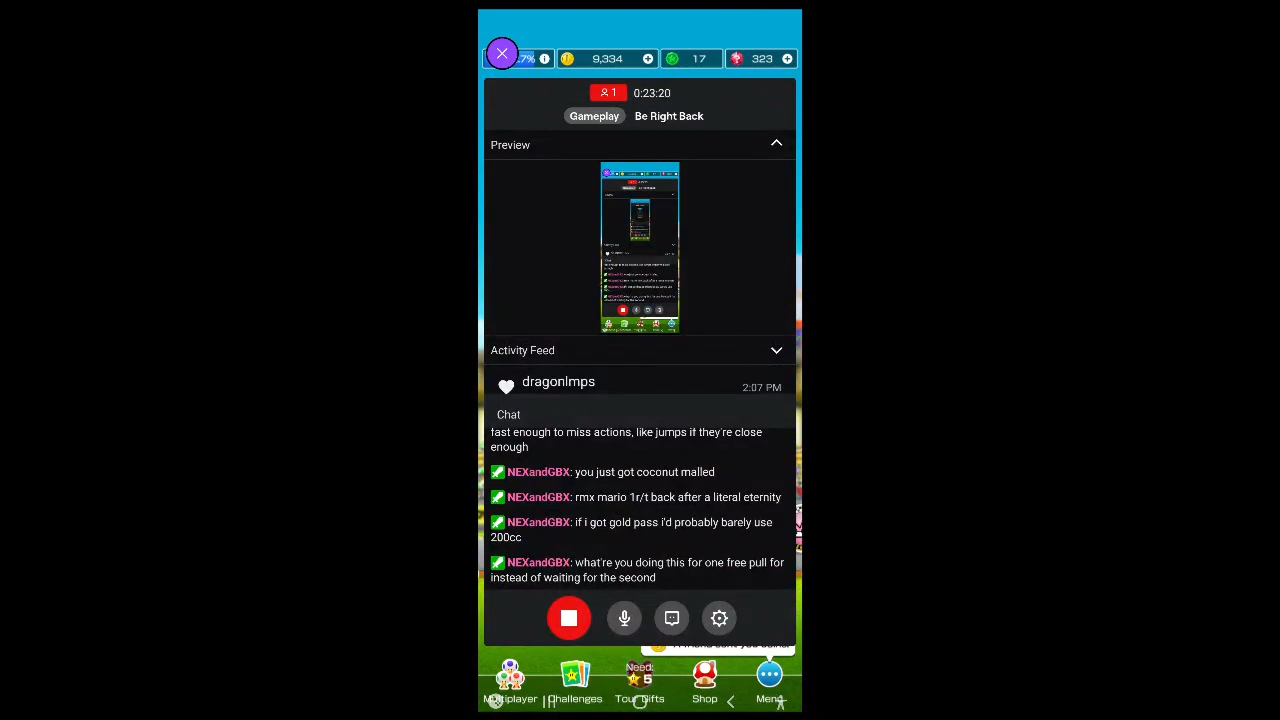 .7% 9,334 17 323
1 0:23:20
Gameplay Be Right Back
Preview
Activity Feed
dragonlmps
2:07 PM
Chat
fast enough to miss actions, like jumps if they're close
enough
NEXandGBX: you just got coconut malled
NEXandGBX: rmx mario 1r/t back after a literal eternity
NEXandGBX: if i got gold pass i'd probably barely use
200cc
NEXandGBX: what're you doing this for one free pull for
instead of waiting for the second
Need:
5
Multiplayer Challenges Tour Gifts Shop Menu